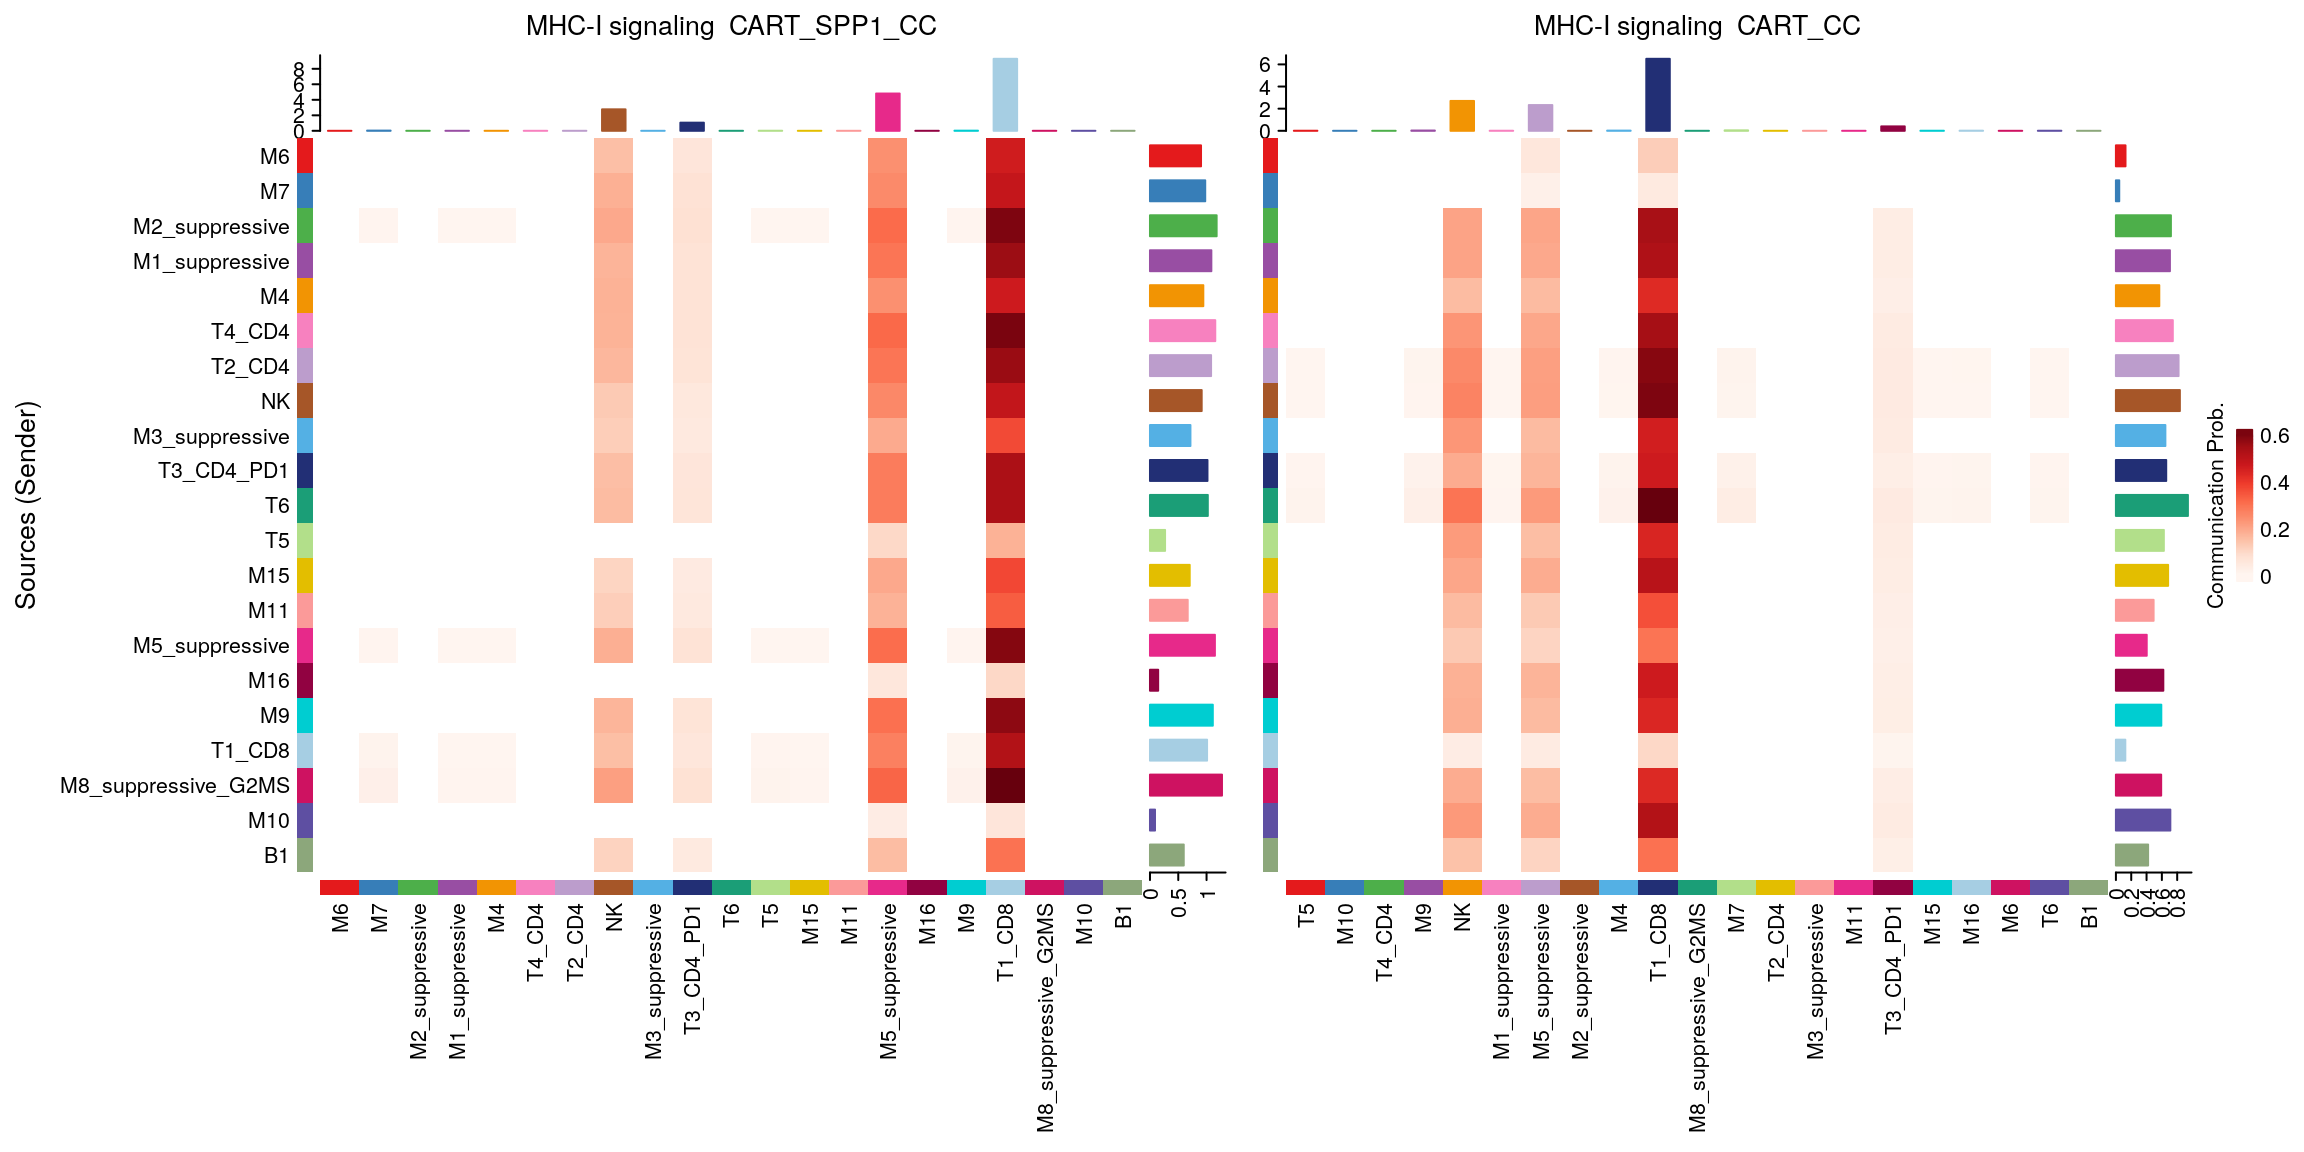 MHC-I signaling CART_SPP1_CC
MHC-I signaling CART_CC
8
6
4
2
0
6
4
2
0
Sources (Sender)
M6
M7
M2_suppressive
M1_suppressive
M4
T4_CD4
T2_CD4
NK
M3_suppressive
T3_CD4_PD1
T6
T5
M15
M11
M5_suppressive
M16
M9
T1_CD8
M8_suppressive_G2MS
M10
B1
M6
M7
M2_suppressive
M1_suppressive
M4
T4_CD4
T2_CD4
NK
M3_suppressive
T3_CD4_PD1
T6
T5
M15
M11
M5_suppressive
M16
M9
T1_CD8
M8_suppressive_G2MS
M10
B1
0
0.5
1
T5
M10
T4_CD4
M9
NK
M1_suppressive
M5_suppressive
M2_suppressive
M4
T1_CD8
M8_suppressive_G2MS
M7
T2_CD4
M3_suppressive
M11
T3_CD4_PD1
M15
M16
M6
T6
B1
0
0.2
0.4
0.6
0.8
Communication Prob.
0.6
0.4
0.2
0